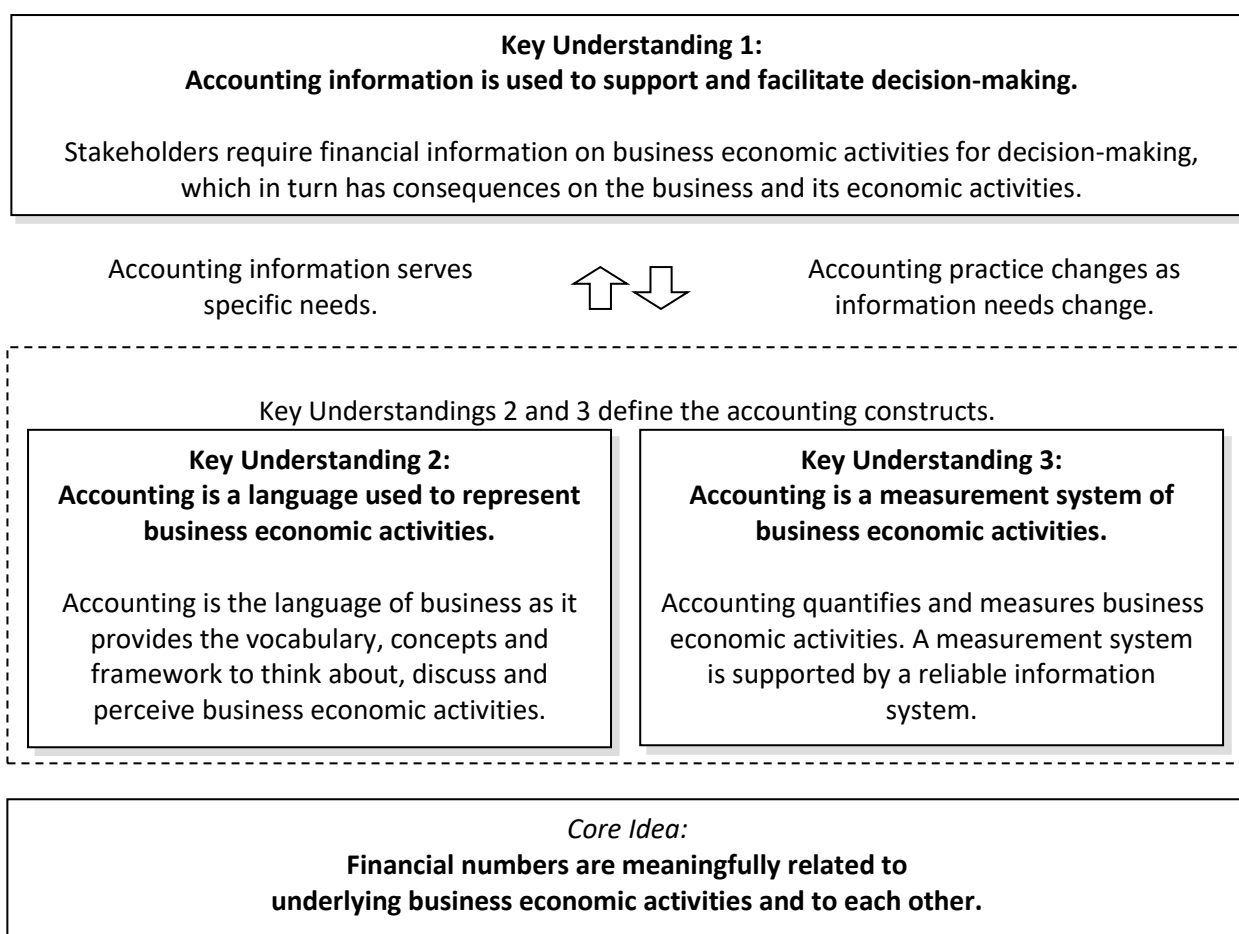 Key Understanding 1:
Accounting information is used to support and facilitate decision-making.
Stakeholders require financial information on business economic activities for decision-making,
which in turn has consequences on the business and its economic activities.
Accounting information serves
specific needs.
Accounting practice changes as
information needs change.
Key Understandings 2 and 3 define the accounting constructs.
Key Understanding 2:
Accounting is a language used to represent
business economic activities.
Accounting is the language of business as it
provides the vocabulary, concepts and
framework to think about, discuss and
perceive business economic activities.
Key Understanding 3:
Accounting is a measurement system of
business economic activities.
Accounting quantifies and measures business
economic activities. A measurement system
is supported by a reliable information
system.
Core Idea:
Financial numbers are meaningfully related to
underlying business economic activities and to each other.